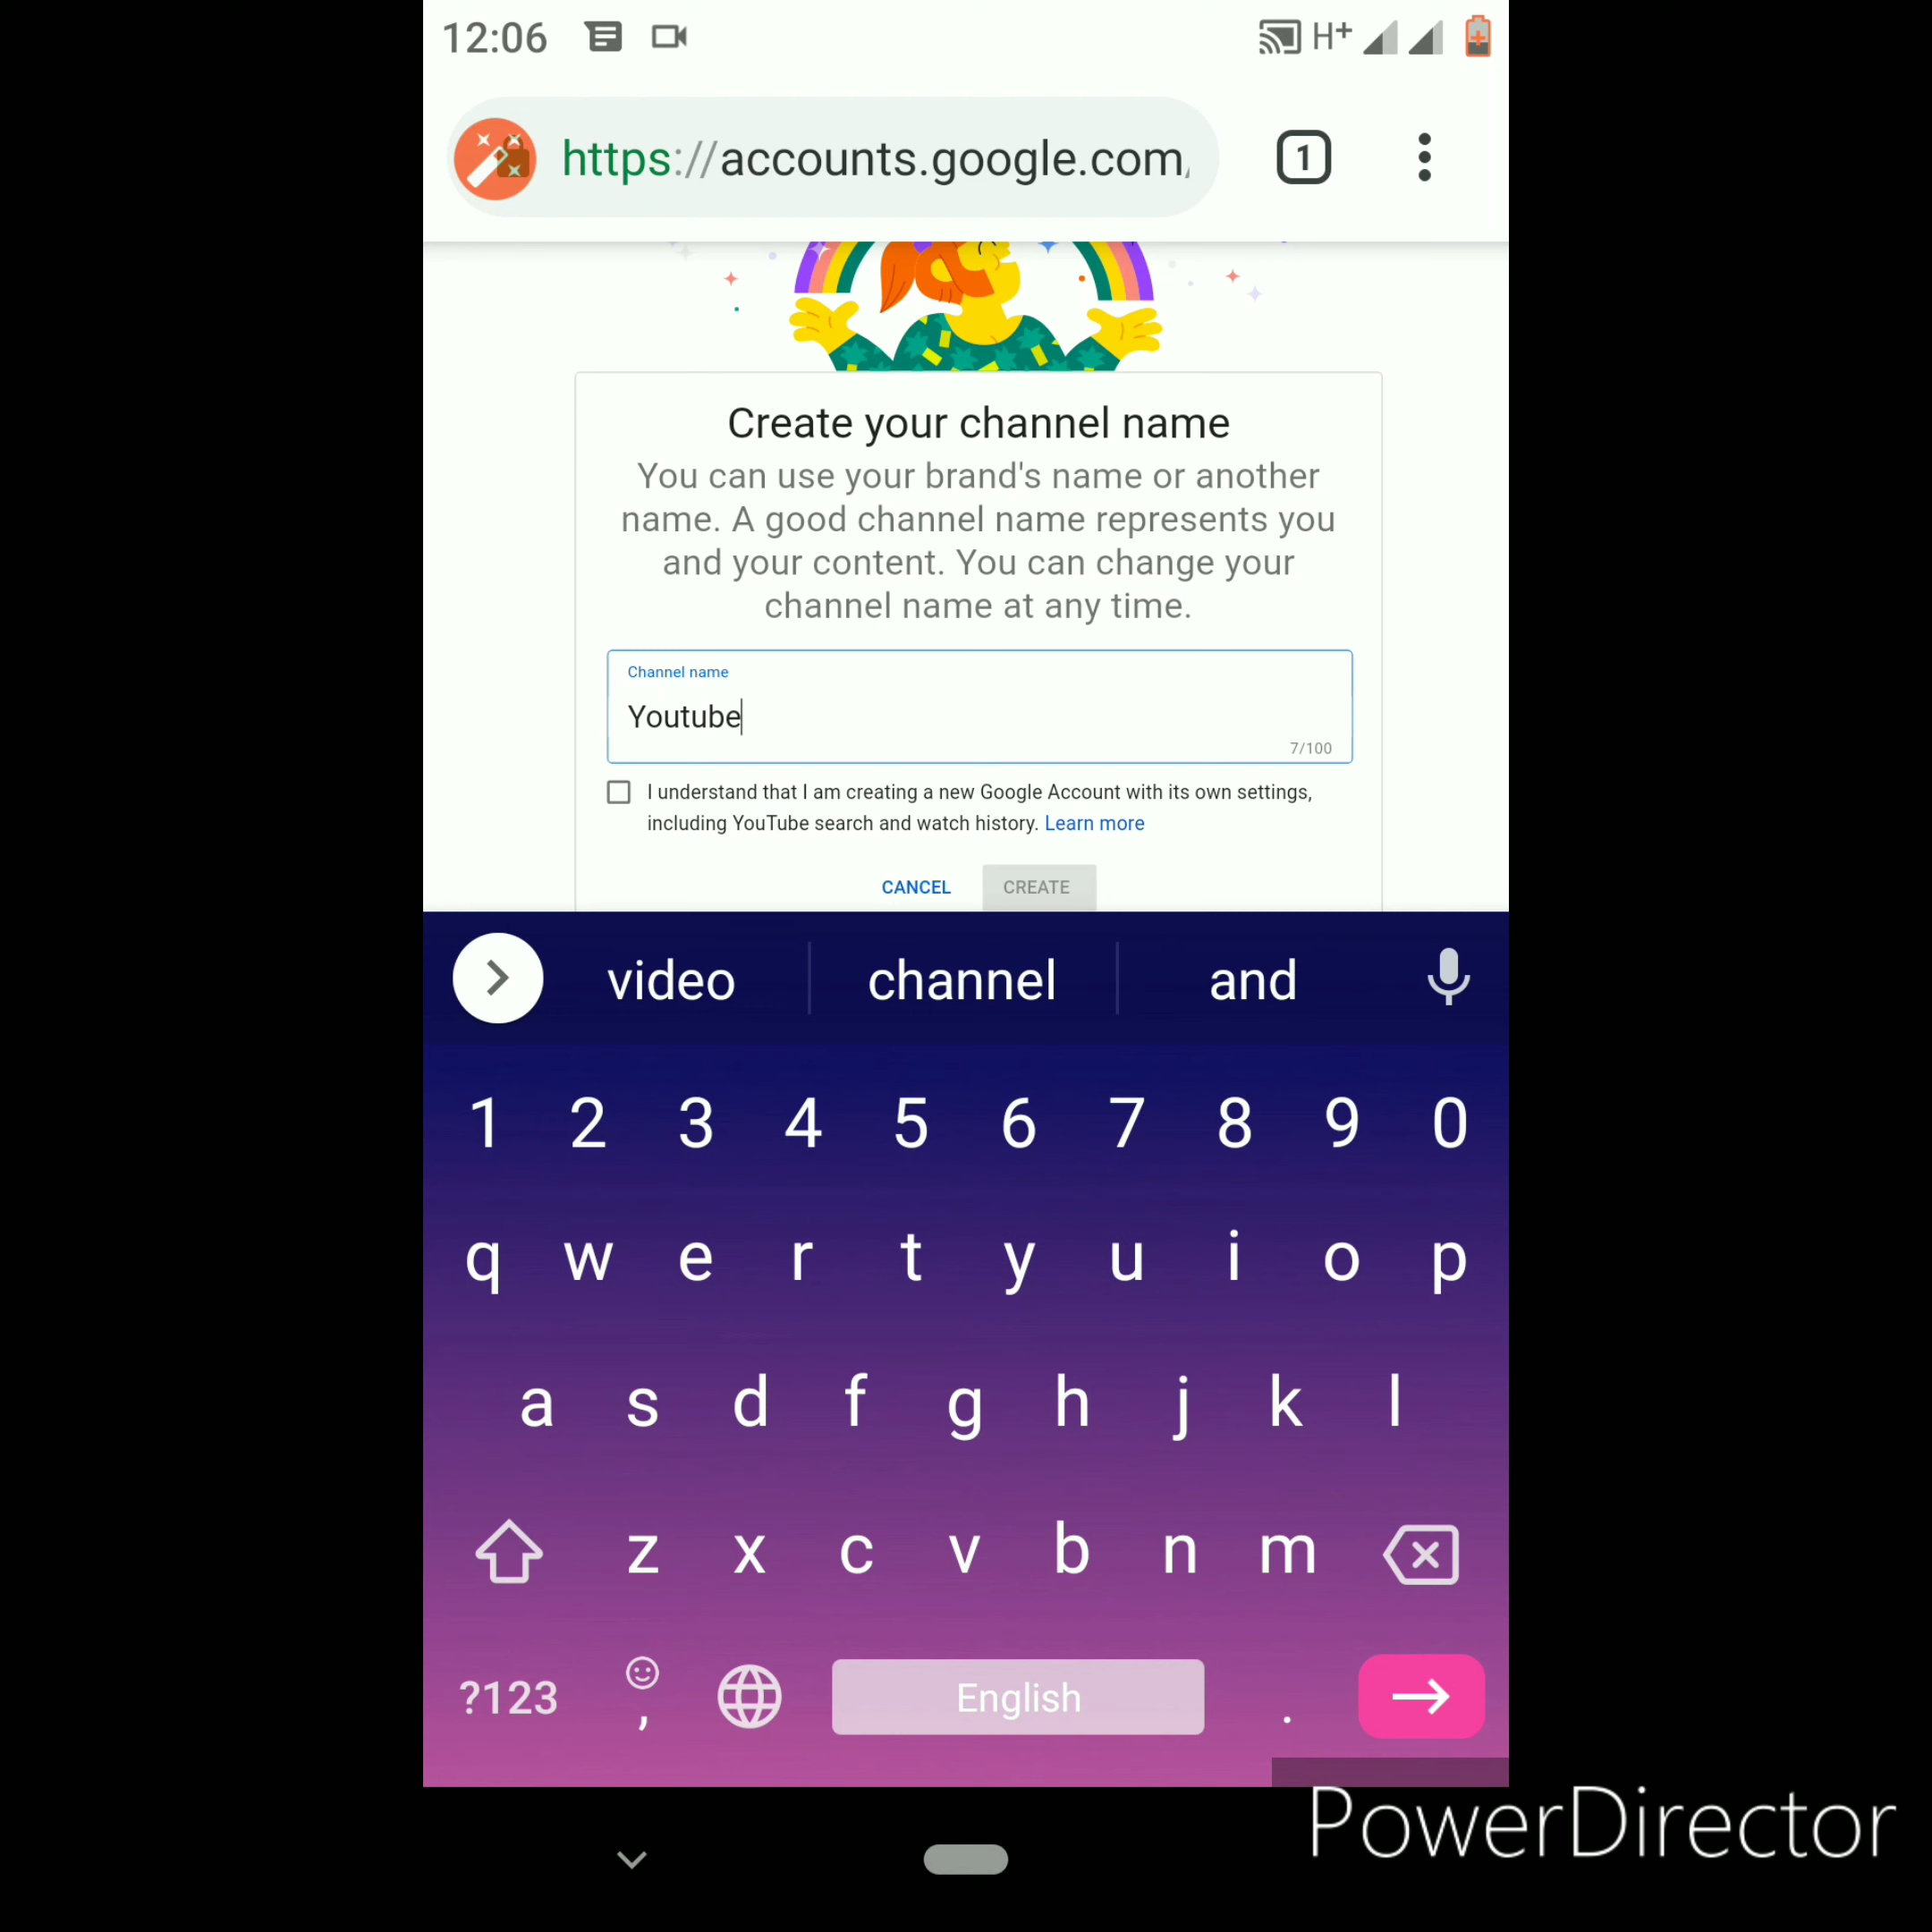 12:06 H+
https://accounts.google.com/ 1
Create your channel name
You can use your brand's name or another
name. A good channel name represents you
and your content. You can change your
channel name at any time.
Channel name
Youtube
7/100
I understand that I am creating a new Google Account with its own settings,
including YouTube search and watch history. Learn more
CANCEL CREATE
video channel and
1 2 3 4 5 6 7 8 9 0
q w e r t y u i o p
a s d f g h j k l
z x c v b n m
?123 , English .
PowerDirector